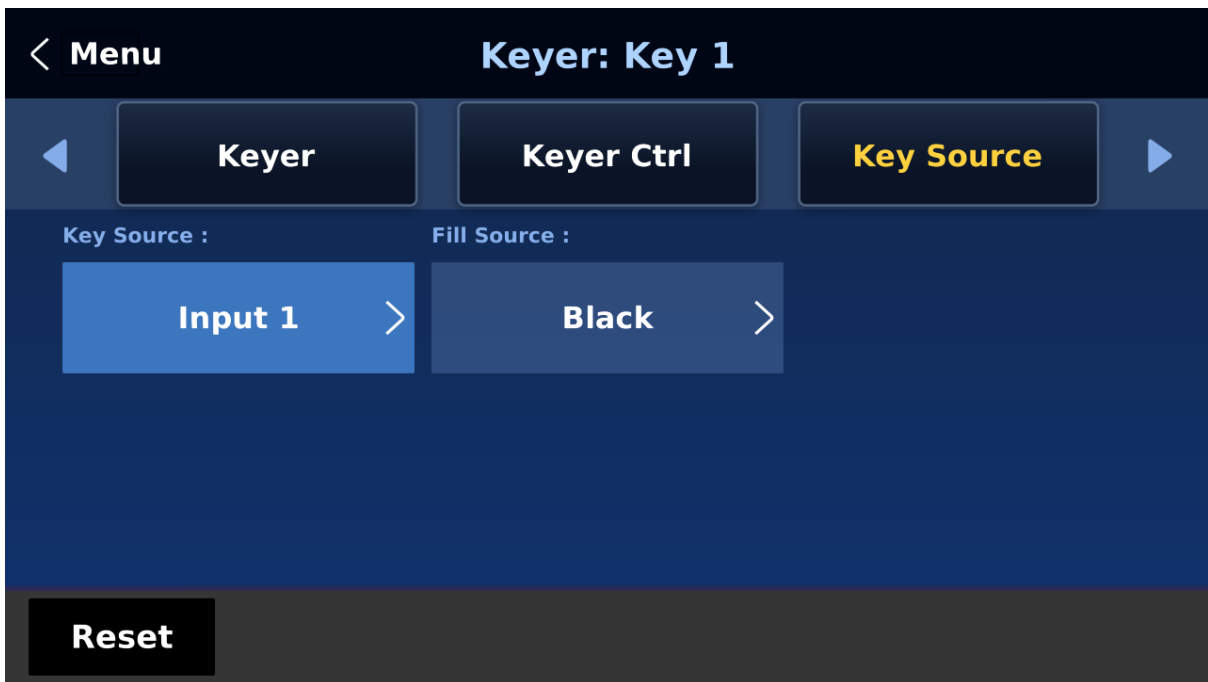 Menu
Keyer: Key 1
Keyer
Keyer Ctrl
Key Source
Key Source :
Fill Source :
Input 1
Black
Reset